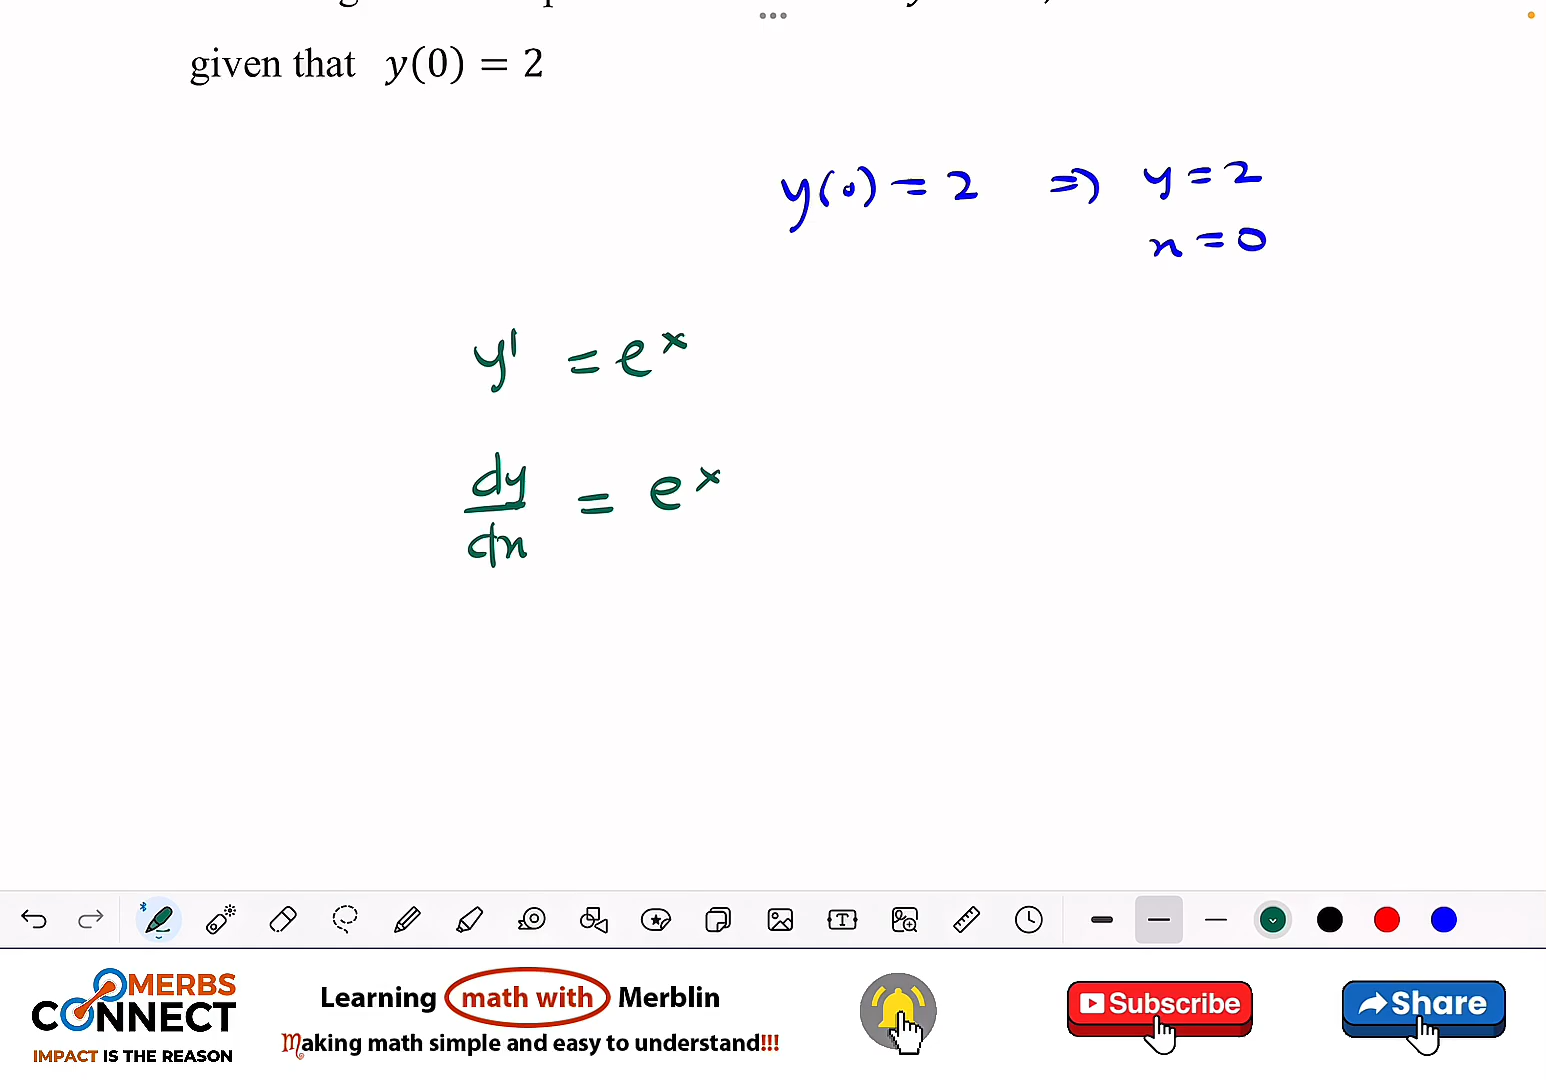 given that y(0) = 2
y(0) = 2 ⇒ y = 2
x = 0
y' = e^x
dy/dx = e^x
MERBS
CONNECT
IMPACT IS THE REASON
Learning math with Merblin
Making math simple and easy to understand!!!
Subscribe
Share